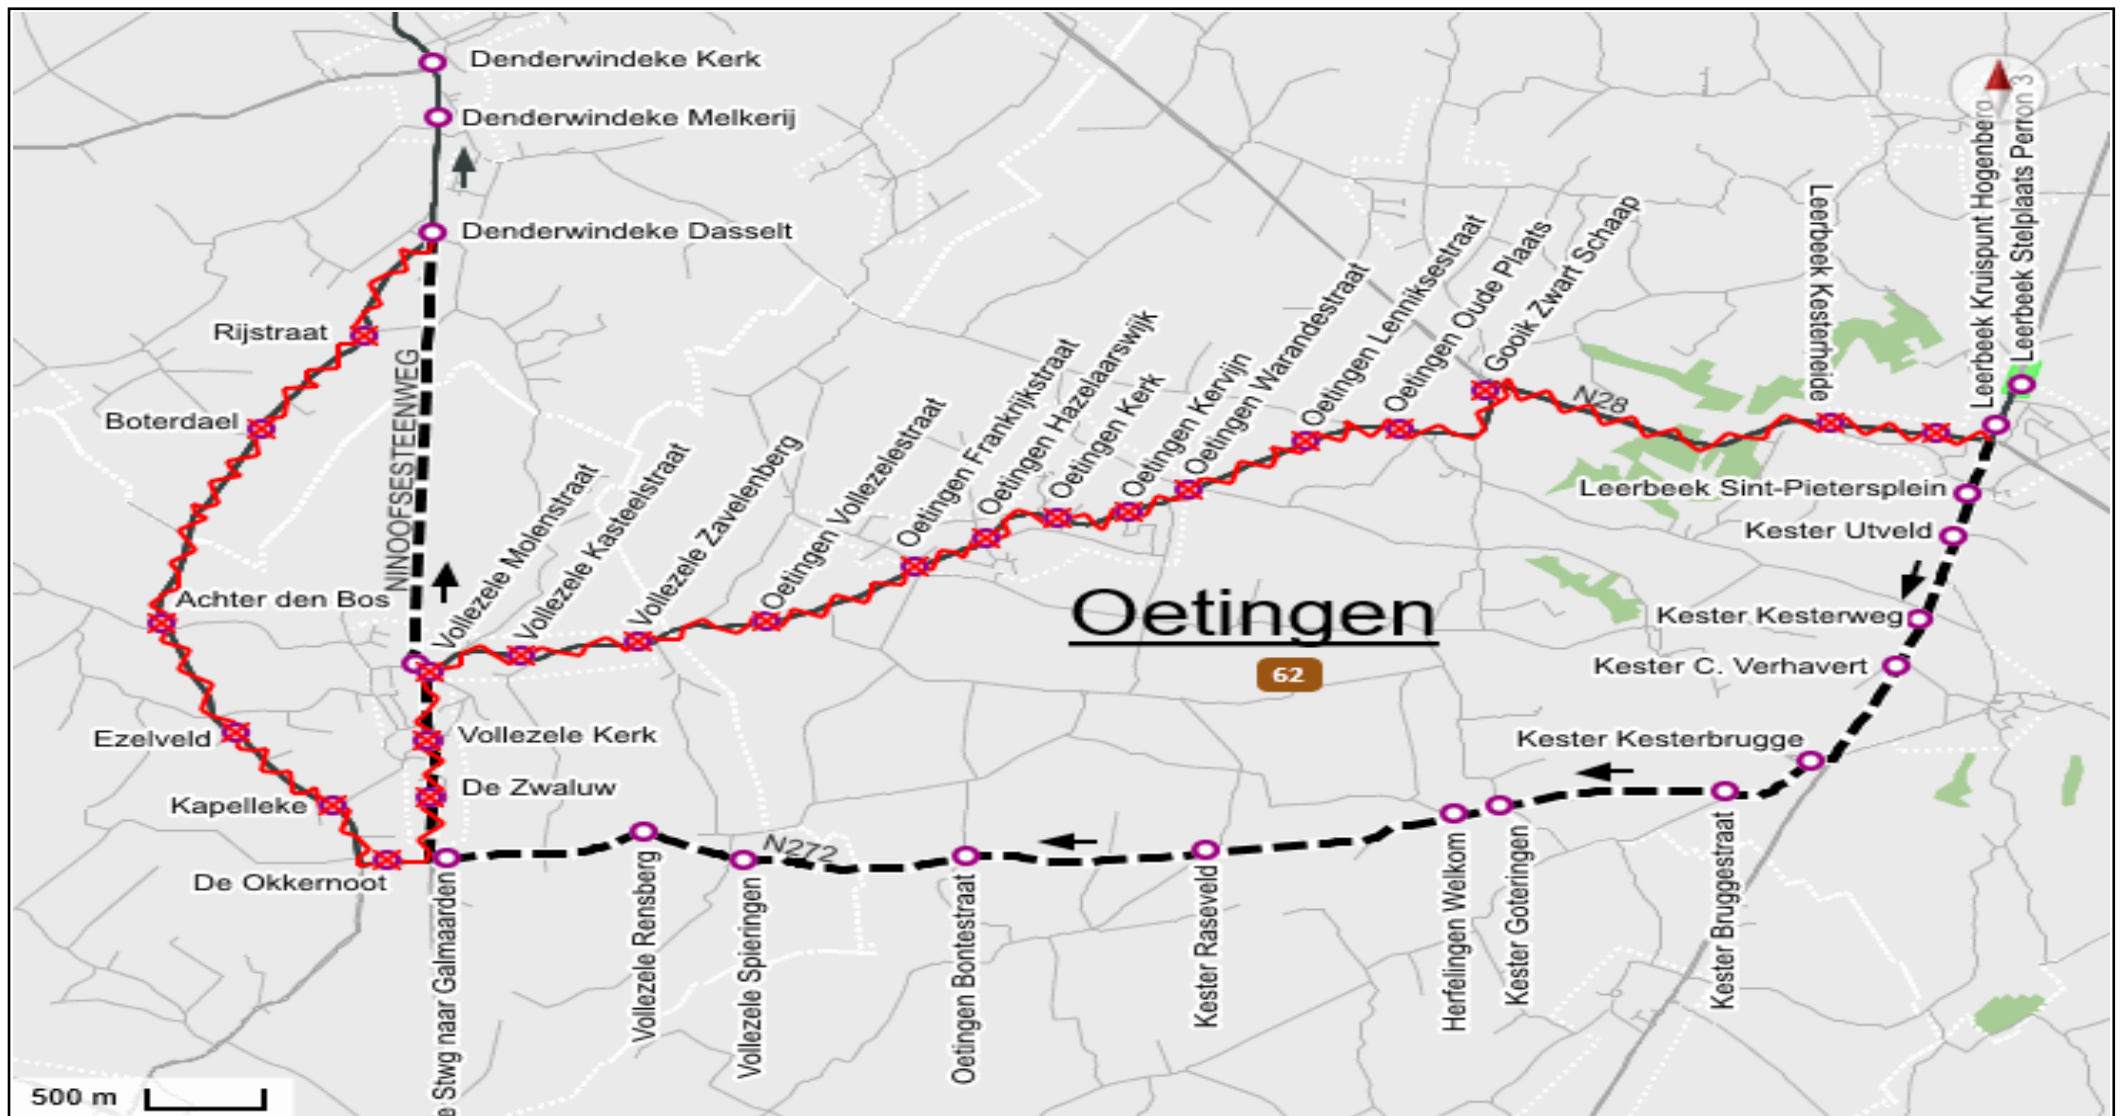 Denderwindeke Kerk
Denderwindeke Melkerij
Denderwindeke Dasselt
Rijstraat
Boterdael
Achter den Bos
Ezelveld
Kapelleke
De Okkernoot
NINOOFSESTEENWEG
Vollezele Molenstraat
Vollezele Kasteelstraat
Vollezele Zavelenberg
Oetingen Vollezelestraat
Oetingen Frankrijkstraat
Oetingen Hazelaarswijk
Oetingen Kerk
Oetingen Kervijn
Oetingen Warandestraat
Oetingen Lenniksestraat
Oetingen Oude Plaats
Gooik Zwart Schaap
N28
Leerbeek Kesterheide
Leerbeek Kruispunt Hogenberg
Leerbeek Stelplaats Perron 3
Leerbeek Sint-Pietersplein
Kester Utveld
Kester Kesterweg
Kester C. Verhavert
Kester Kesterbrugge
Oetingen
62
Vollezele Kerk
De Zwaluw
N272
e Stwg naar Galmaarden
Vollezele Rensberg
Vollezele Spieringen
Oetingen Bontestraat
Kester Raseveld
Herfelingen Welkom
Kester Goteringen
Kester Bruggestraat
500 m